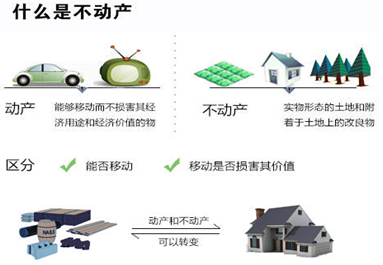 什么是不动产
动产
能够移动而不损害其经
济用途和经济价值的物
不动产
实物形态的土地和附
着于土地上的改良物
区分
能否移动
移动是否损害其价值
NAILS
动产和不动产
可以转变